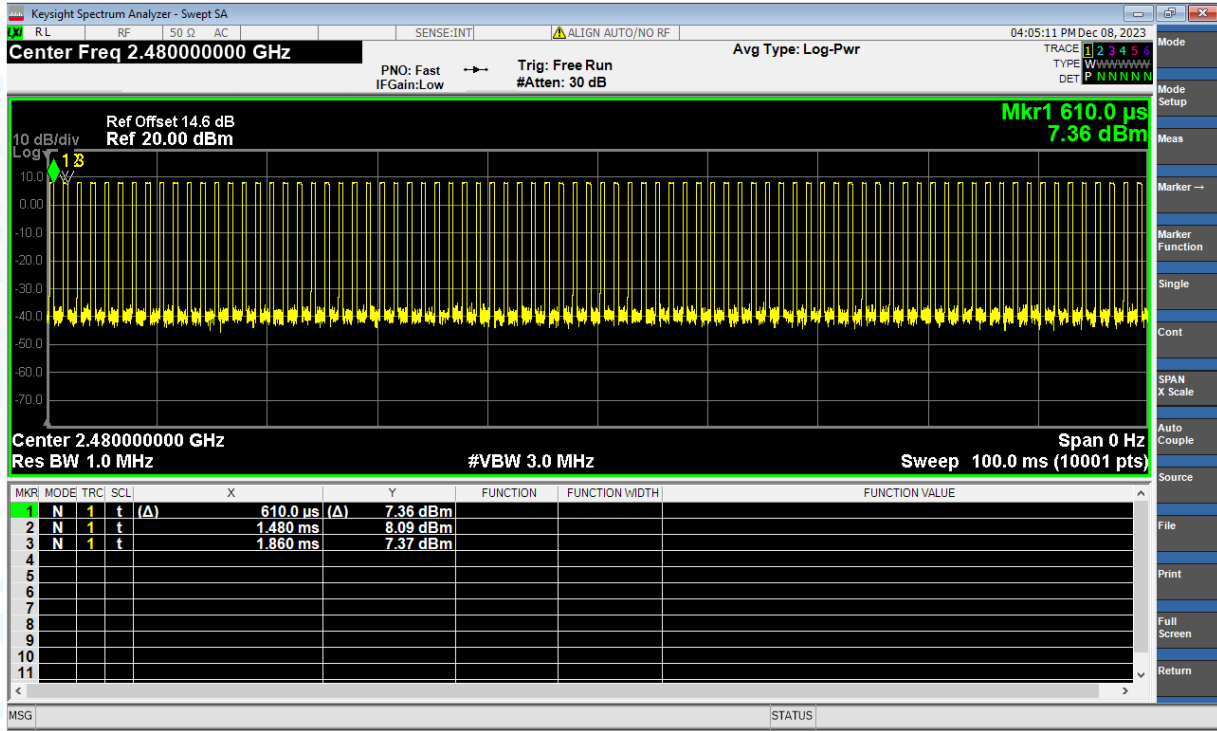 Keysight Spectrum Analyzer - Swept SA
LXI RL RF 50 Ω AC SENSE:INT ALIGN AUTO/NO RF 04:05:11 PM Dec 08, 2023
Center Freq 2.480000000 GHz
Avg Type: Log-Pwr
TRACE 1 2 3 4 5 6
TYPE WWWWWWW
DET P N N N N N
PNO: Fast
IFGain:Low
Trig: Free Run
#Atten: 30 dB
Mkr1 610.0 µs
7.36 dBm
Ref Offset 14.6 dB
10 dB/div Ref 20.00 dBm
Log
1 2 3
10.0
0.00
-10.0
-20.0
-30.0
-40.0
-50.0
-60.0
-70.0
Center 2.480000000 GHz Span 0 Hz
Res BW 1.0 MHz #VBW 3.0 MHz Sweep 100.0 ms (10001 pts)
MKR MODE TRC SCL X Y FUNCTION FUNCTION WIDTH FUNCTION VALUE
1 N 1 t (Δ) 610.0 µs (Δ) 7.36 dBm
2 N 1 t 1.480 ms 8.09 dBm
3 N 1 t 1.860 ms 7.37 dBm
4
5
6
7
8
9
10
11
MSG STATUS
Mode
Mode
Setup
Meas
Marker→
Marker
Function
Single
Cont
SPAN
X Scale
Auto
Couple
Source
File
Print
Full
Screen
Return